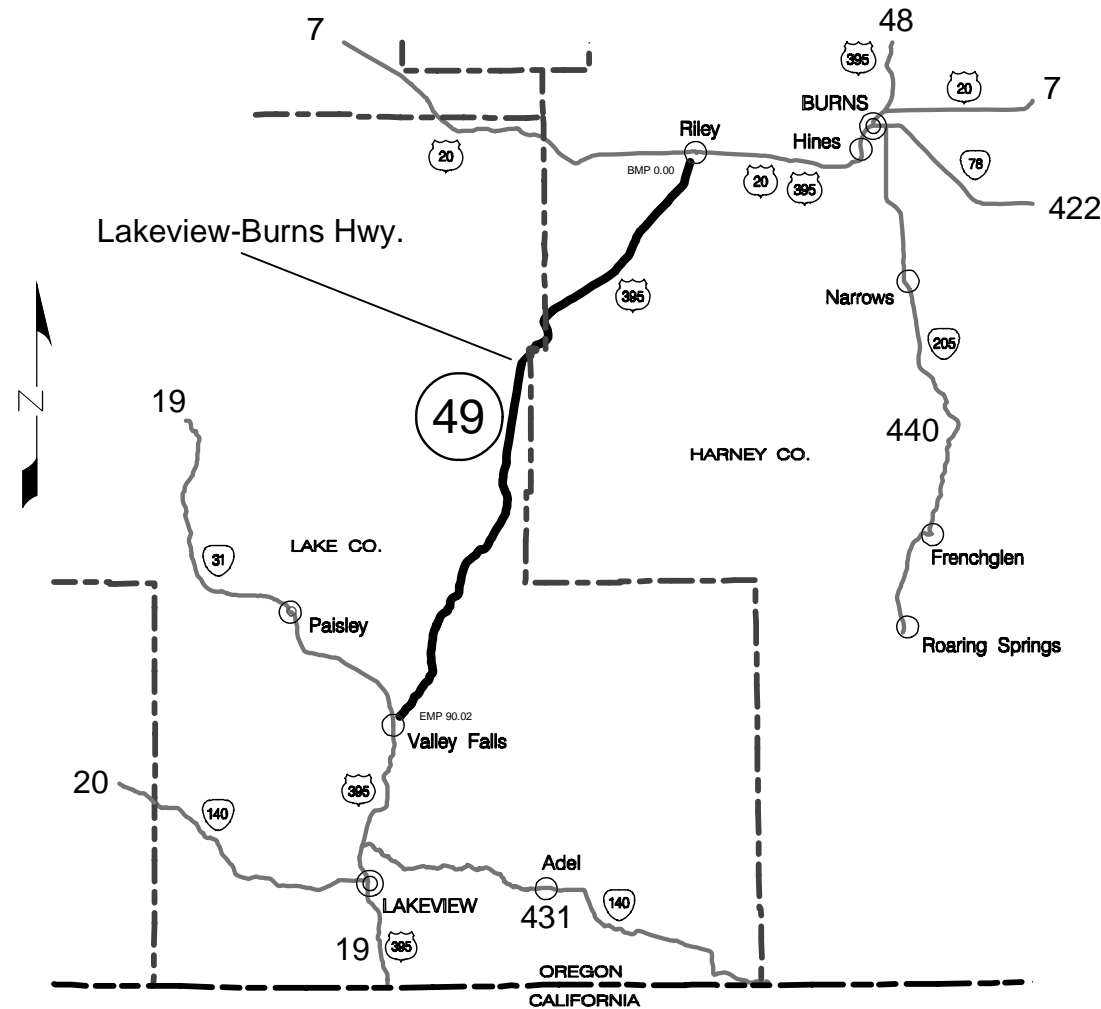 7
48
395
20
7
BURNS
Riley
Hines
20
78
BMP 0.00
20
395
422
Lakeview-Burns Hwy.
395
Narrows
205
N
19
49
440
HARNEY CO.
LAKE CO.
31
Frenchglen
Paisley
Roaring Springs
EMP 90.02
Valley Falls
20
395
140
Adel
LAKEVIEW
431
140
19
395
OREGON
CALIFORNIA